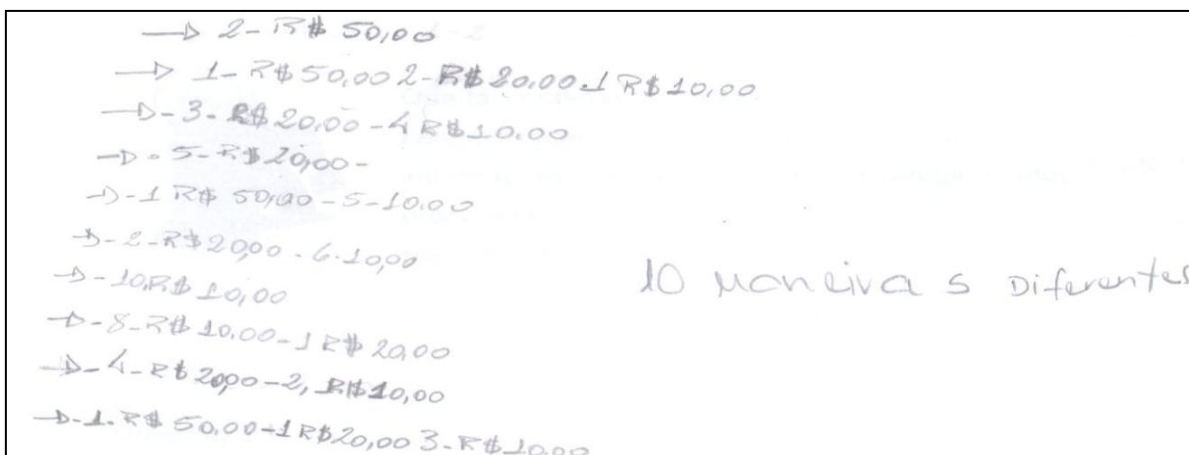 → 2- R$ 50,00
→ 1- R$ 50,00 2- R$ 20,00 - 1 R$ 10,00
→ - 3 - R$ 20,00 - 4 R$ 10,00
→ - 5 - R$ 20,00 -
→ - 1 R$ 50,00 - 5 - 10,00
→ - 2 - R$ 20,00 - 6 - 10,00
→ - 10 R$ 10,00
→ - 8 - R$ 10,00 - 1 R$ 20,00
→ - 4 - R$ 20,00 - 2, R$ 10,00
→ - 1 - R$ 50,00 - 1 R$ 20,00 3 - R$ 10,00
10 Maneiras Diferentes